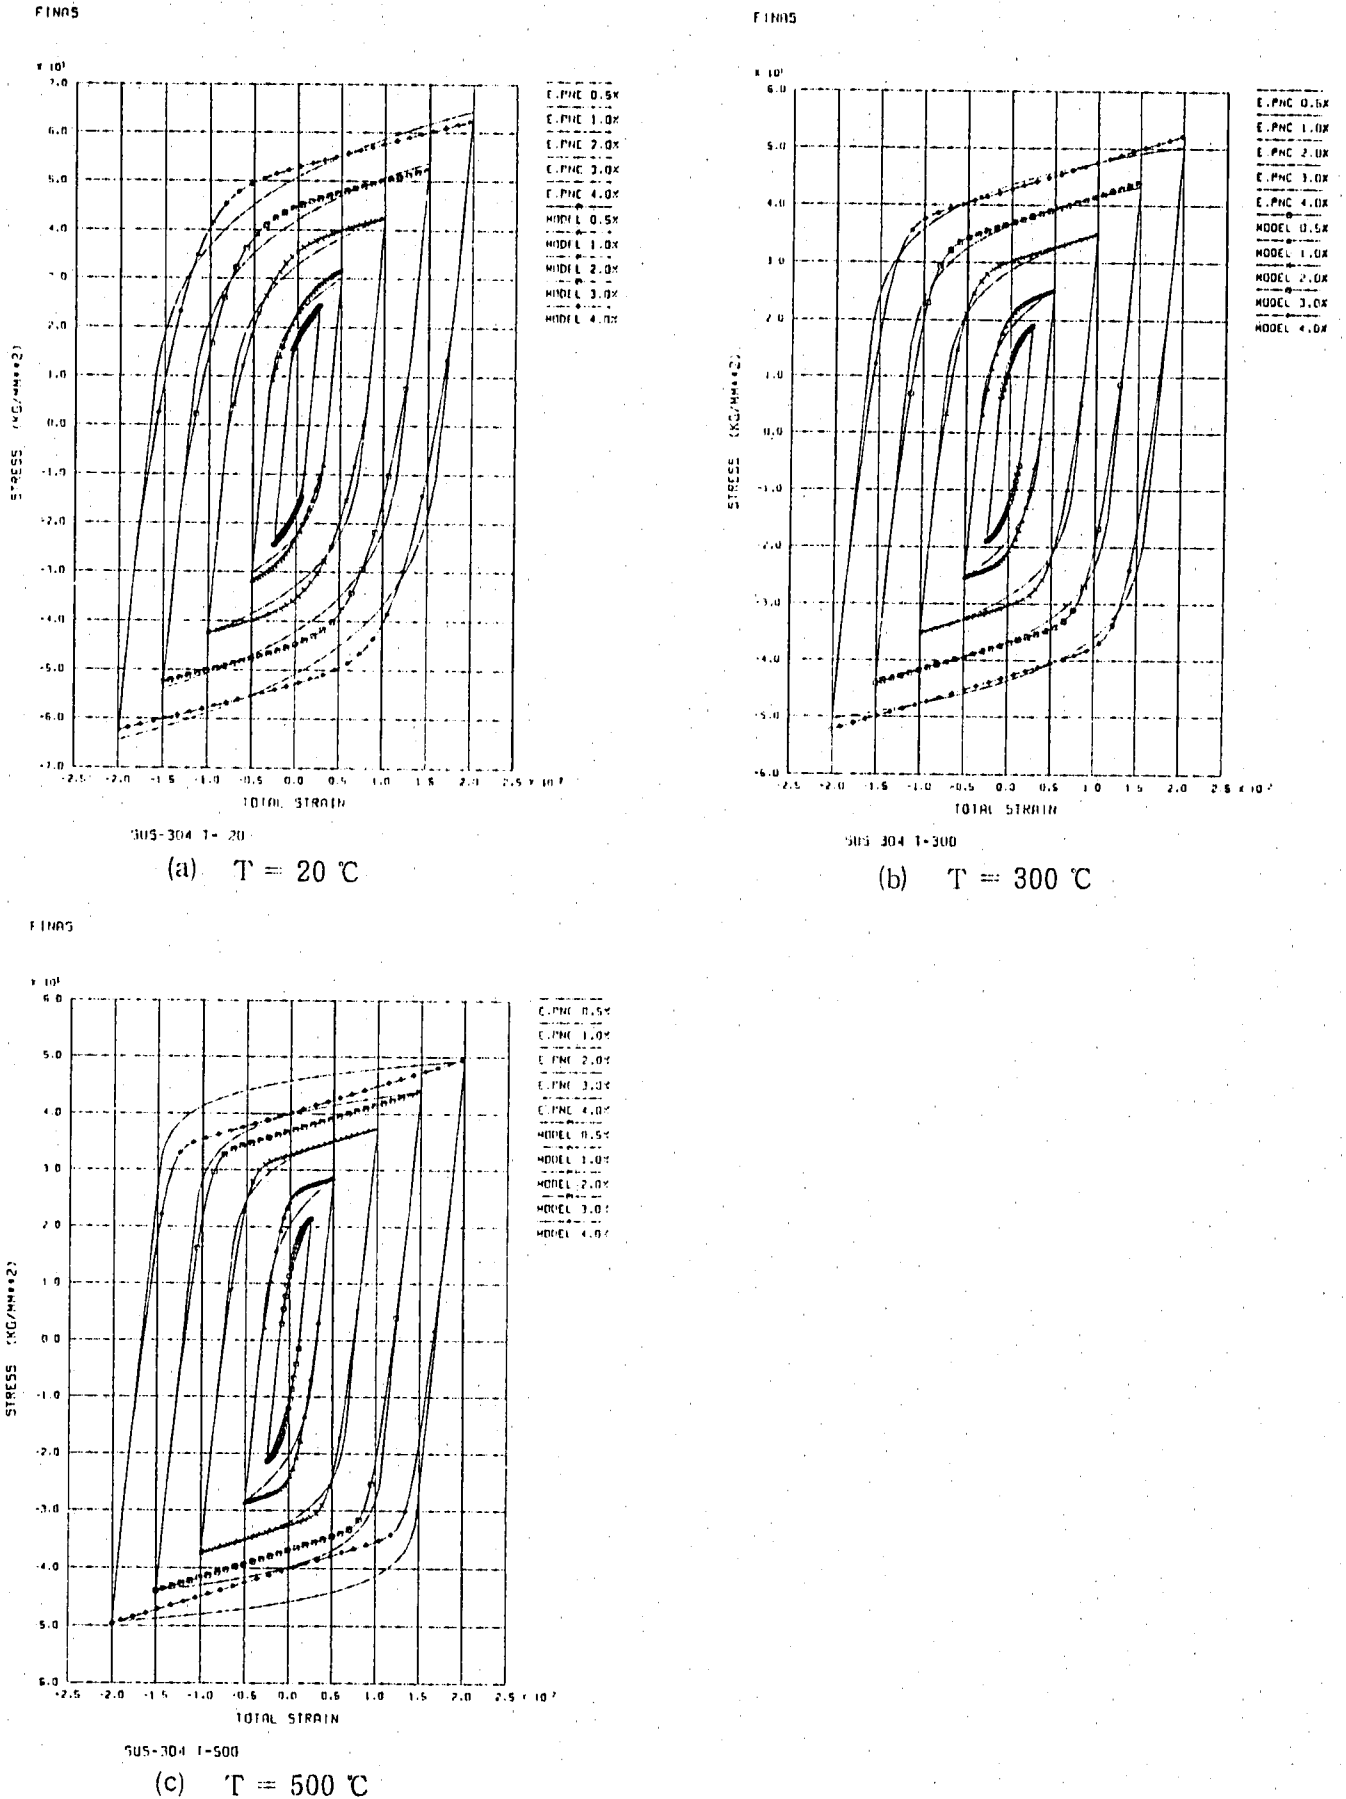 FINAS
× 10¹
7.0
6.0
5.0
4.0
3.0
2.0
1.0
0.0
-1.0
-2.0
-3.0
-4.0
-5.0
-6.0
-7.0
STRESS (KG/MM**2)
-2.5 -2.0 -1.5 -1.0 -0.5 0.0 0.5 1.0 1.5 2.0 2.5
TOTAL STRAIN
E.PNC 0.5%
E.PNC 1.0%
E.PNC 2.0%
E.PNC 3.0%
E.PNC 4.0%
MODEL 0.5%
MODEL 1.0%
MODEL 2.0%
MODEL 3.0%
MODEL 4.0%
SUS-304 T= 20
(a) T = 20 ℃
FINAS
× 10¹
6.0
5.0
4.0
3.0
2.0
1.0
0.0
-1.0
-2.0
-3.0
-4.0
-5.0
-6.0
STRESS (KG/MM**2)
-2.5 -2.0 -1.5 -1.0 -0.5 0.0 0.5 1.0 1.5 2.0 2.5
TOTAL STRAIN
E.PNC 0.5%
E.PNC 1.0%
E.PNC 2.0%
E.PNC 3.0%
E.PNC 4.0%
MODEL 0.5%
MODEL 1.0%
MODEL 2.0%
MODEL 3.0%
MODEL 4.0%
SUS 304 T=300
(b) T = 300 ℃
FINAS
× 10¹
6.0
5.0
4.0
3.0
2.0
1.0
0.0
-1.0
-2.0
-3.0
-4.0
-5.0
-6.0
STRESS (KG/MM**2)
-2.5 -2.0 -1.5 -1.0 -0.5 0.0 0.5 1.0 1.5 2.0 2.5
TOTAL STRAIN
E.PNC 0.5%
E.PNC 1.0%
E.PNC 2.0%
E.PNC 3.0%
E.PNC 4.0%
MODEL 0.5%
MODEL 1.0%
MODEL 2.0%
MODEL 3.0%
MODEL 4.0%
SUS-304 T=500
(c) T = 500 ℃